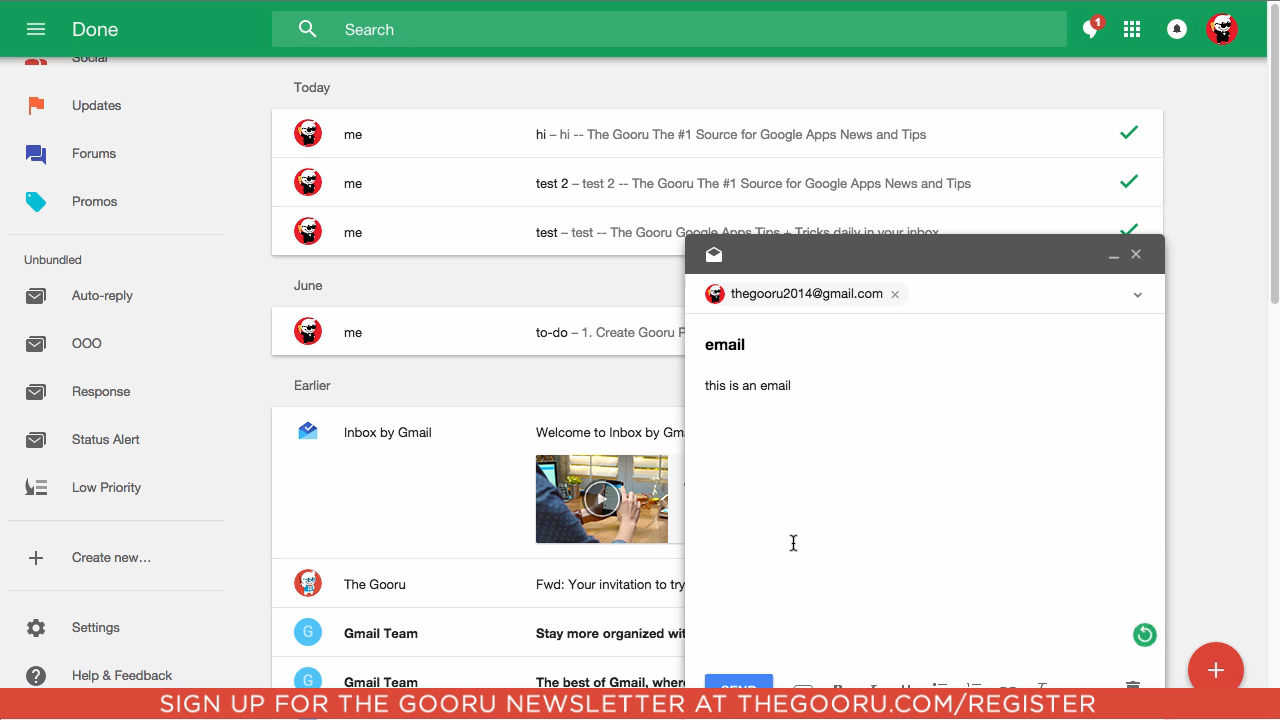 Done
Search
1
Social
Updates
Forums
Promos
Unbundled
Auto-reply
OOO
Response
Status Alert
Low Priority
Create new...
Settings
Help & Feedback
Today
me hi – hi -- The Gooru The #1 Source for Google Apps News and Tips
me test 2 – test 2 -- The Gooru The #1 Source for Google Apps News and Tips
me test – test -- The Gooru Google Apps Tips + Tricks daily in your inbox
June
me to-do – 1. Create Gooru P
Earlier
Inbox by Gmail Welcome to Inbox by Gm
The Gooru Fwd: Your invitation to try
G Gmail Team Stay more organized wit
G Gmail Team The best of Gmail, where
thegooru2014@gmail.com
email
this is an email
SEND
SIGN UP FOR THE GOORU NEWSLETTER AT THEGOORU.COM/REGISTER